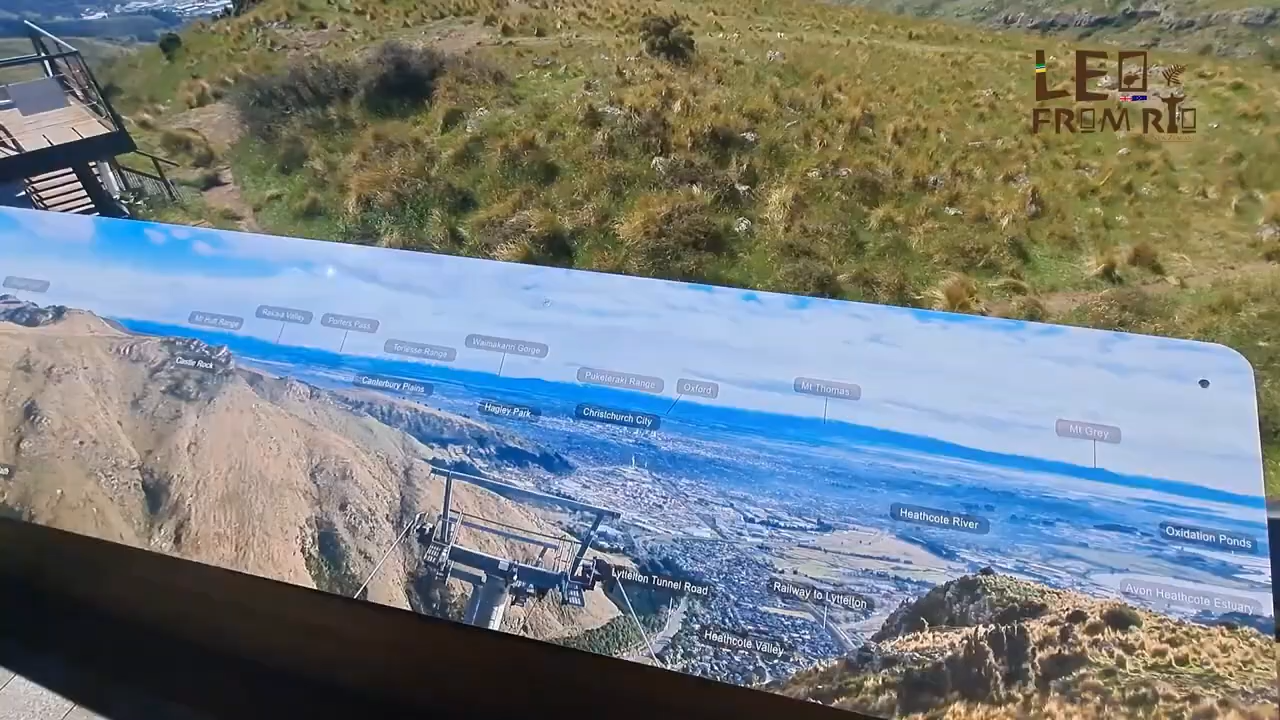 LEO
FROM RIO
Mt Hutt Range
Rakaia Valley
Porters Pass
Torlesse Range
Waimakariri Gorge
Puketeraki Range
Oxford
Mt Thomas
Mt Grey
Castle Rock
Canterbury Plains
Hagley Park
Christchurch City
Heathcote River
Oxidation Ponds
Lyttelton Tunnel Road
Railway to Lyttelton
Avon Heathcote Estuary
Heathcote Valley